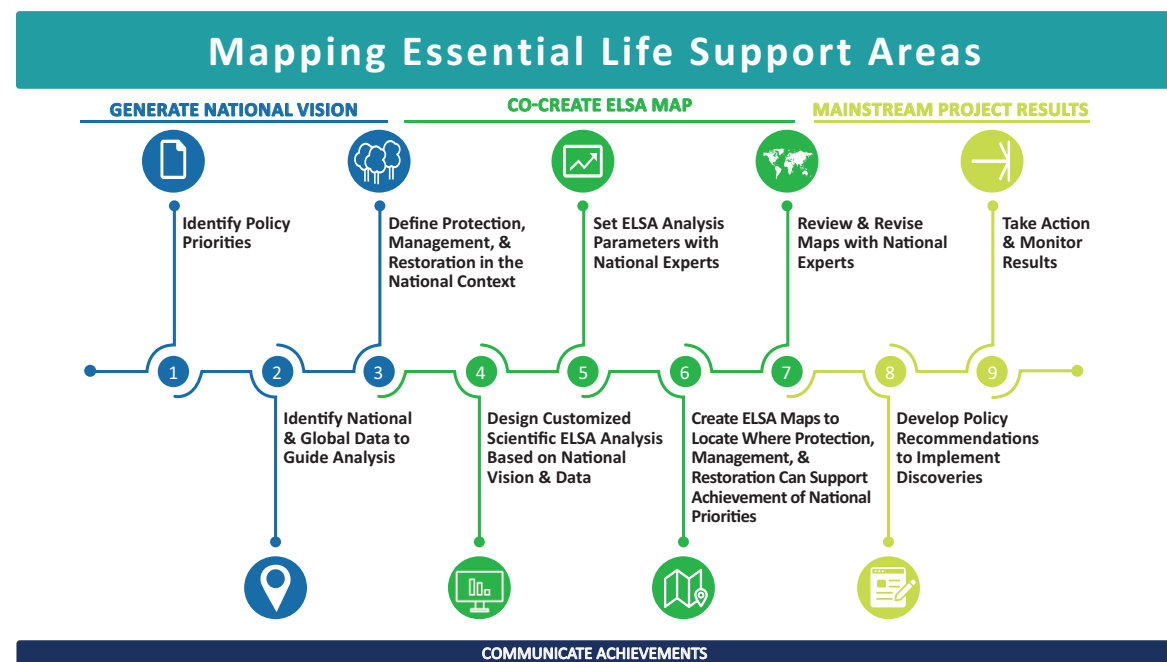 Mapping Essential Life Support Areas
GENERATE NATIONAL VISION
CO-CREATE ELSA MAP
MAINSTREAM PROJECT RESULTS
Identify Policy
Priorities
Define Protection,
Management, &
Restoration in the
National Context
Set ELSA Analysis
Parameters with
National Experts
Review & Revise
Maps with National
Experts
Take Action
& Monitor
Results
1
2
3
4
5
6
7
8
9
Identify National
& Global Data to
Guide Analysis
Design Customized
Scientific ELSA Analysis
Based on National
Vision & Data
Create ELSA Maps to
Locate Where Protection,
Management, &
Restoration Can Support
Achievement of National
Priorities
Develop Policy
Recommendations
to Implement
Discoveries
COMMUNICATE ACHIEVEMENTS